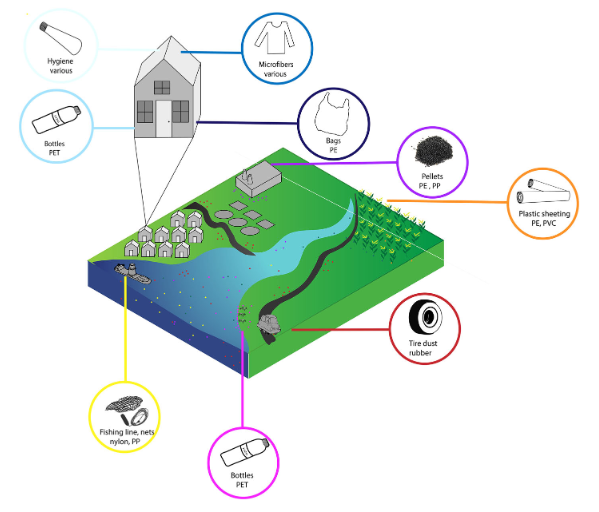 Hygiene
various
Microfibers
various
Bottles
PET
Bags
PE
Pellets
PE , PP
Plastic sheeting
PE, PVC
Tire dust
rubber
Fishing line, nets
nylon, PP
Bottles
PET